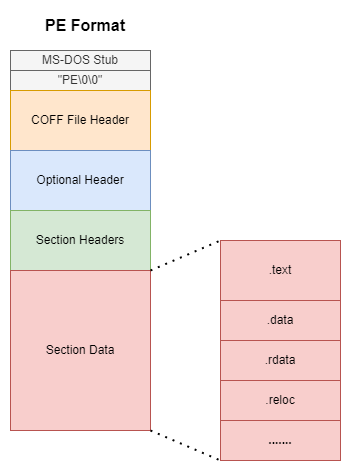 PE Format
MS-DOS Stub
"PE\0\0"
COFF File Header
Optional Header
Section Headers
Section Data
.text
.data
.rdata
.reloc
.......